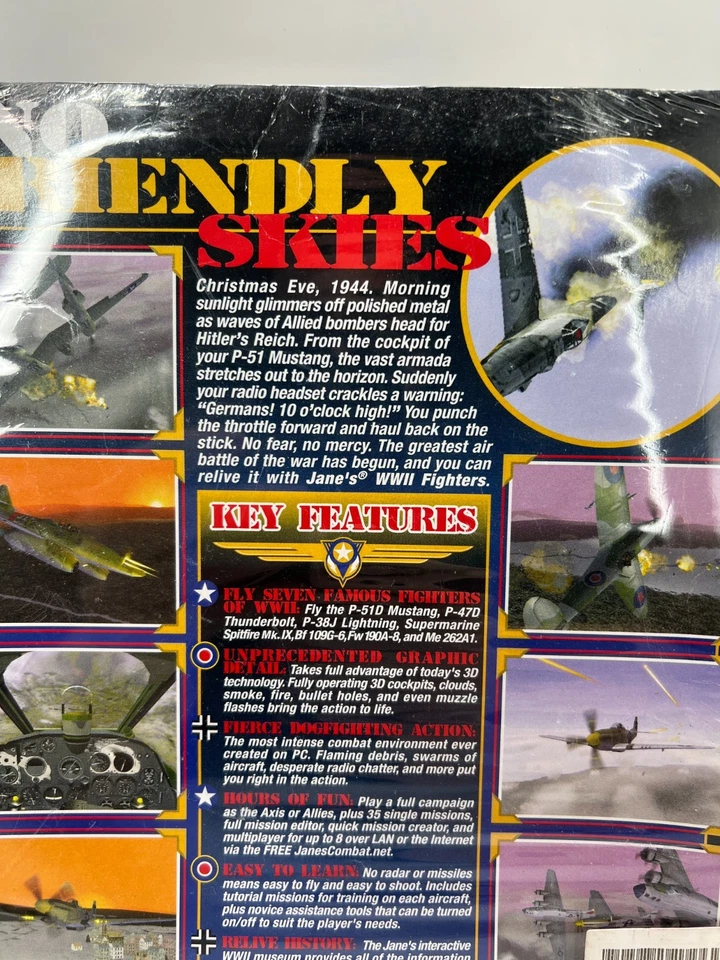 NO
FRIENDLY
SKIES
Christmas Eve, 1944. Morning
sunlight glimmers off polished metal
as waves of Allied bombers head for
Hitler's Reich. From the cockpit of
your P-51 Mustang, the vast armada
stretches out to the horizon. Suddenly
your radio headset crackles a warning:
"Germans! 10 o'clock high!" You punch
the throttle forward and haul back on the
stick. No fear, no mercy. The greatest air
battle of the war has begun, and you can
relive it with Jane's® WWII Fighters.
KEY FEATURES
FLY SEVEN FAMOUS FIGHTERS
OF WWII: Fly the P-51D Mustang, P-47D
Thunderbolt, P-38J Lightning, Supermarine
Spitfire Mk. IX, Bf 109G-6, Fw 190A-8, and Me 262A1.
UNPRECEDENTED GRAPHIC
DETAIL: Takes full advantage of today's 3D
technology. Fully operating 3D cockpits, clouds,
smoke, fire, bullet holes, and even muzzle
flashes bring the action to life.
FIERCE DOGFIGHTING ACTION:
The most intense combat environment ever
created on PC. Flaming debris, swarms of
aircraft, desperate radio chatter, and more put
you right in the action.
HOURS OF FUN: Play a full campaign
as the Axis or Allies, plus 35 single missions,
full mission editor, quick mission creator, and
multiplayer for up to 8 over LAN or the Internet
via the FREE JanesCombat.net.
EASY TO LEARN: No radar or missiles
means easy to fly and easy to shoot. Includes
tutorial missions for training on each aircraft,
plus novice assistance tools that can be turned
on/off to suit the player's needs.
RELIVE HISTORY: The Jane's interactive
WWII museum provides all of the information